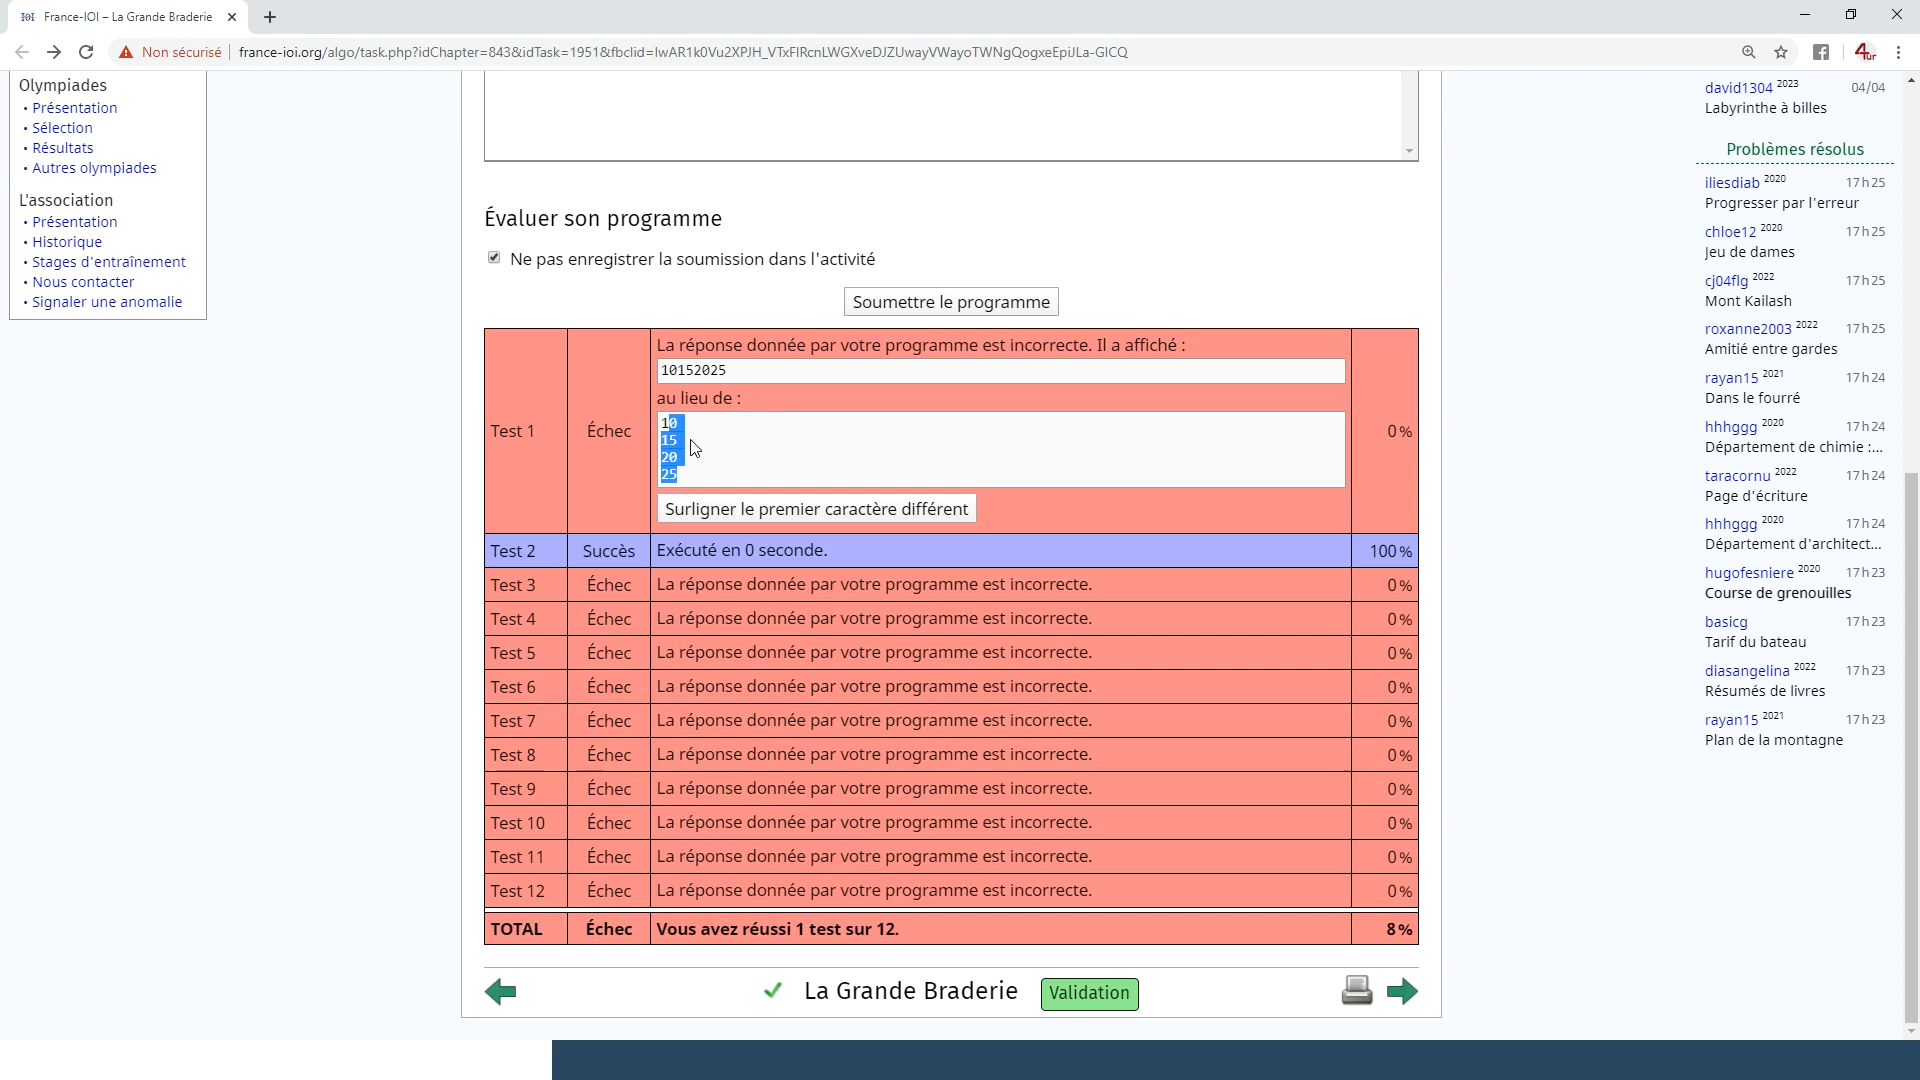 France-IOI – La Grande Braderie
Non sécurisé
france-ioi.org/algo/task.php?idChapter=843&idTask=1951&fbclid=IwAR1k0Vu2XPJH_VTxFlRcnLWGXveDJZUwayVWayoTWNgQogxeEpiJLa-GlCQ
Olympiades
• Présentation
• Sélection
• Résultats
• Autres olympiades
L'association
• Présentation
• Historique
• Stages d'entraînement
• Nous contacter
• Signaler une anomalie
Évaluer son programme
Ne pas enregistrer la soumission dans l'activité
Soumettre le programme
Test 1 Échec La réponse donnée par votre programme est incorrecte. Il a affiché : 0 %
10152025
au lieu de :
10
15
20
25
Surligner le premier caractère différent
Test 2 Succès Exécuté en 0 seconde. 100 %
Test 3 Échec La réponse donnée par votre programme est incorrecte. 0 %
Test 4 Échec La réponse donnée par votre programme est incorrecte. 0 %
Test 5 Échec La réponse donnée par votre programme est incorrecte. 0 %
Test 6 Échec La réponse donnée par votre programme est incorrecte. 0 %
Test 7 Échec La réponse donnée par votre programme est incorrecte. 0 %
Test 8 Échec La réponse donnée par votre programme est incorrecte. 0 %
Test 9 Échec La réponse donnée par votre programme est incorrecte. 0 %
Test 10 Échec La réponse donnée par votre programme est incorrecte. 0 %
Test 11 Échec La réponse donnée par votre programme est incorrecte. 0 %
Test 12 Échec La réponse donnée par votre programme est incorrecte. 0 %
TOTAL Échec Vous avez réussi 1 test sur 12. 8 %
La Grande Braderie Validation
david1304 2023 04/04
Labyrinthe à billes
Problèmes résolus
iliesdiab 2020 17h25
Progresser par l'erreur
chloe12 2020 17h25
Jeu de dames
cj04flg 2022 17h25
Mont Kailash
roxanne2003 2022 17h25
Amitié entre gardes
rayan15 2021 17h24
Dans le fourré
hhhggg 2020 17h24
Département de chimie :...
taracornu 2022 17h24
Page d'écriture
hhhggg 2020 17h24
Département d'architect...
hugofesniere 2020 17h23
Course de grenouilles
basicg 17h23
Tarif du bateau
diasangelina 2022 17h23
Résumés de livres
rayan15 2021 17h23
Plan de la montagne